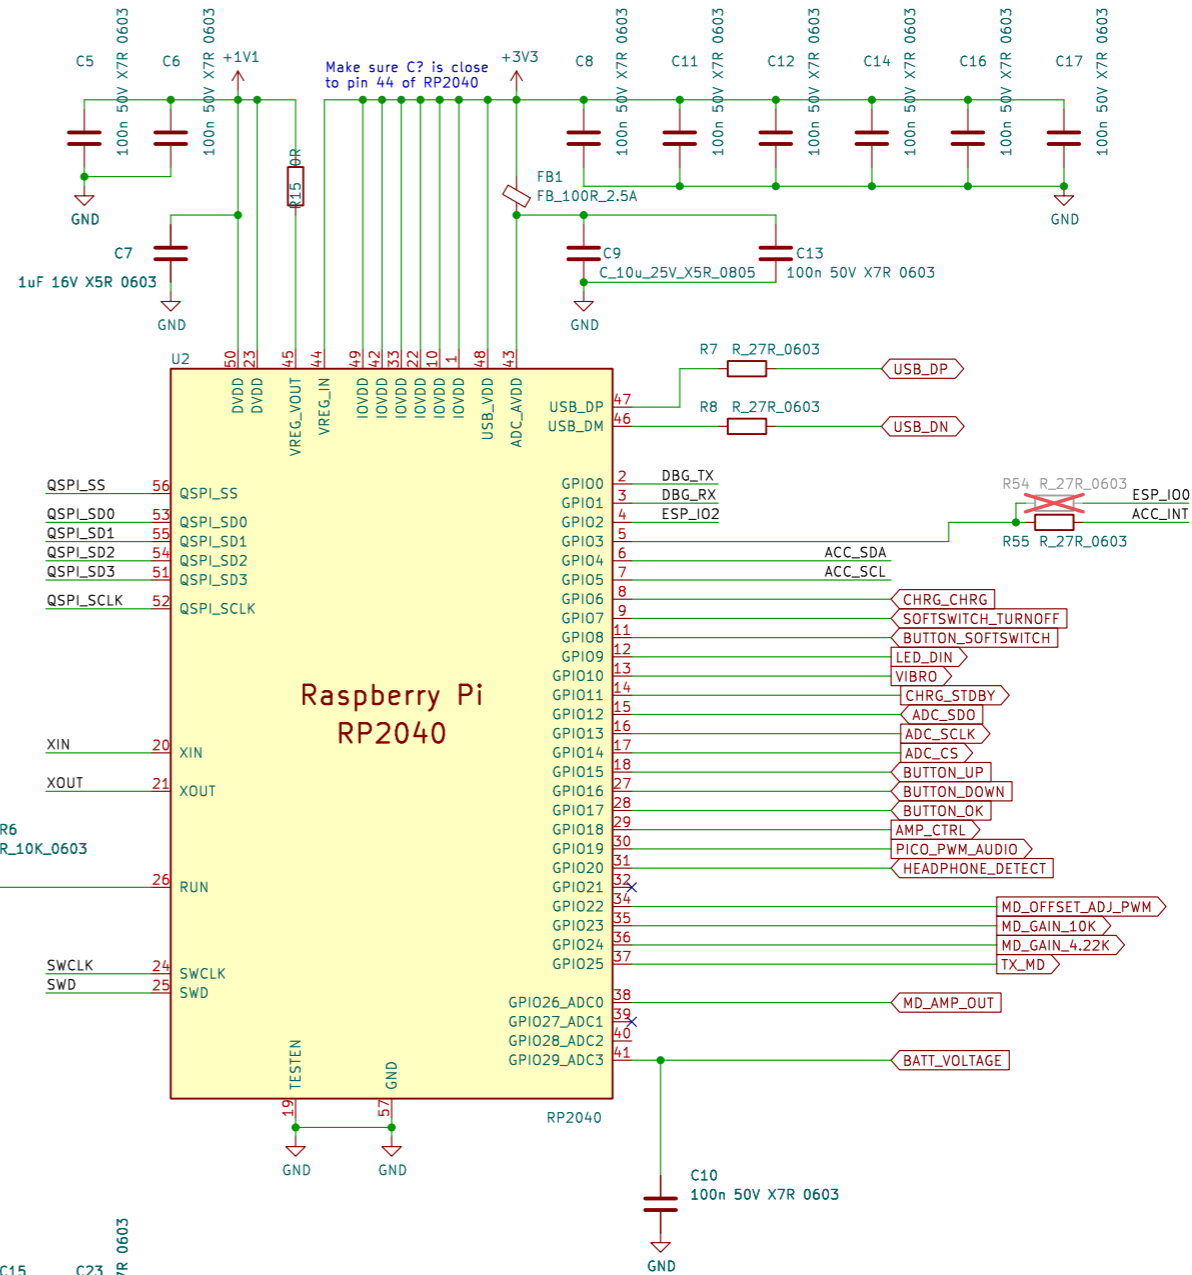 C5
100n 50V X7R 0603
C6
100n 50V X7R 0603
+1V1
Make sure C? is close
to pin 44 of RP2040
+3V3
C8
100n 50V X7R 0603
C11
100n 50V X7R 0603
C12
100n 50V X7R 0603
C14
100n 50V X7R 0603
C16
100n 50V X7R 0603
C17
100n 50V X7R 0603
R15 0R
FB1
FB_100R_2.5A
GND
GND
C7
1uF 16V X5R 0603
GND
C9
C_10u_25V_X5R_0805
C13
100n 50V X7R 0603
GND
U2
50
23
45
44
49
42
33
22
10
1
48
43
DVDD
DVDD
VREG_VOUT
VREG_IN
IOVDD
IOVDD
IOVDD
IOVDD
IOVDD
IOVDD
USB_VDD
ADC_AVDD
R7 R_27R_0603
USB_DP
USB_DP 47
USB_DM 46
R8 R_27R_0603
USB_DN
QSPI_SS 56 QSPI_SS
QSPI_SD0 53 QSPI_SD0
QSPI_SD1 55 QSPI_SD1
QSPI_SD2 54 QSPI_SD2
QSPI_SD3 51 QSPI_SD3
QSPI_SCLK 52 QSPI_SCLK
GPIO0 2 DBG_TX
GPIO1 3 DBG_RX
GPIO2 4 ESP_IO2
GPIO3 5
R54 R_27R_0603
ESP_IO0
ACC_INT
R55 R_27R_0603
GPIO4 6 ACC_SDA
GPIO5 7 ACC_SCL
GPIO6 8 CHRG_CHRG
GPIO7 9 SOFTSWITCH_TURNOFF
GPIO8 11 BUTTON_SOFTSWITCH
GPIO9 12 LED_DIN
GPIO10 13 VIBRO
GPIO11 14 CHRG_STDBY
GPIO12 15 ADC_SDO
GPIO13 16 ADC_SCLK
GPIO14 17 ADC_CS
GPIO15 18 BUTTON_UP
GPIO16 27 BUTTON_DOWN
GPIO17 28 BUTTON_OK
GPIO18 29 AMP_CTRL
GPIO19 30 PICO_PWM_AUDIO
GPIO20 31 HEADPHONE_DETECT
GPIO21 32
GPIO22 34 MD_OFFSET_ADJ_PWM
GPIO23 35 MD_GAIN_10K
GPIO24 36 MD_GAIN_4.22K
GPIO25 37 TX_MD
GPIO26_ADC0 38 MD_AMP_OUT
GPIO27_ADC1 39
GPIO28_ADC2 40
GPIO29_ADC3 41 BATT_VOLTAGE
Raspberry Pi
RP2040
XIN 20 XIN
XOUT 21 XOUT
R6
R_10K_0603
26 RUN
SWCLK 24 SWCLK
SWD 25 SWD
TESTEN
GND
19
57
RP2040
GND
GND
C10
100n 50V X7R 0603
GND
C15
C23
7R 0603